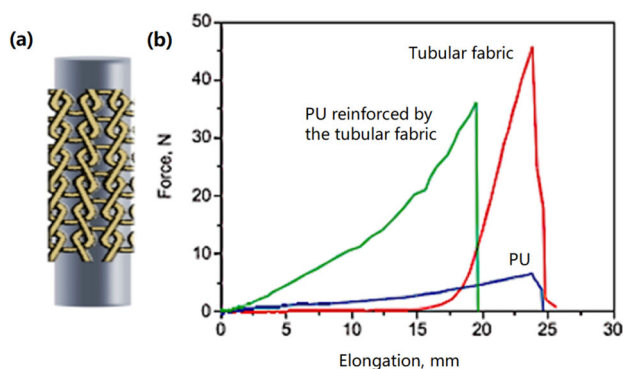 (a)
(b)
50
40
30
20
10
0
0
5
10
15
20
25
30
Force, N
Elongation, mm
Tubular fabric
PU reinforced by
the tubular fabric
PU